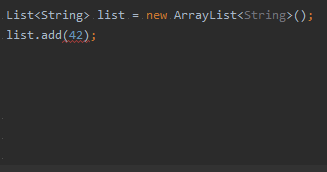 List<String> list = new ArrayList<String>();
list.add(42);